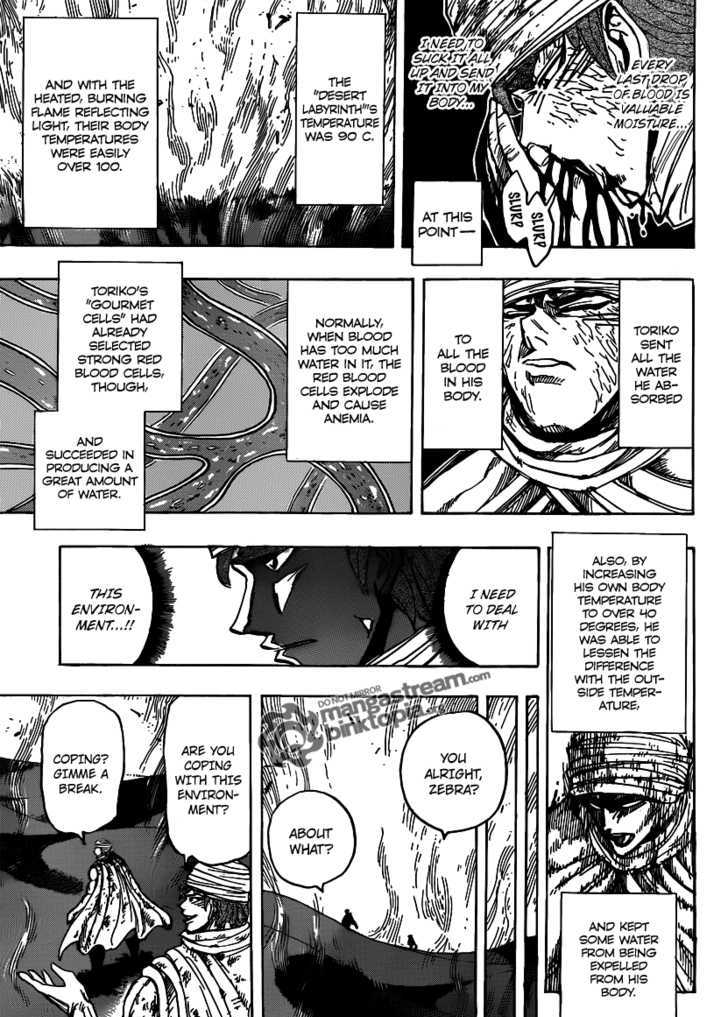 EVERY
LAST DROP
OF BLOOD IS
VALUABLE
MOISTURE...
I NEED TO
SUCK IT ALL
UP AND SEND
IT INTO MY
BODY...
SLURP
SLURP
AT THIS
POINT—
THE
"DESERT
LABYRINTH"'S
TEMPERATURE
WAS 90 C.
AND WITH THE
HEATED, BURNING
FLAME REFLECTING
LIGHT, THEIR BODY
TEMPERATURES
WERE EASILY
OVER 100.
TORIKO
SENT
ALL THE
WATER
HE AB-
SORBED
TO
ALL THE
BLOOD
IN HIS
BODY.
NORMALLY,
WHEN BLOOD
HAS TOO MUCH
WATER IN IT, THE
RED BLOOD
CELLS EXPLODE
AND CAUSE
ANEMIA.
TORIKO'S
"GOURMET
CELLS" HAD
ALREADY
SELECTED
STRONG RED
BLOOD CELLS,
THOUGH,
AND
SUCCEEDED IN
PRODUCING A
GREAT AMOUNT
OF WATER.
ALSO, BY
INCREASING
HIS OWN BODY
TEMPERATURE
TO OVER 40
DEGREES, HE
WAS ABLE TO
LESSEN THE
DIFFERENCE
WITH THE OUT-
SIDE TEMPER-
ATURE,
AND KEPT
SOME WATER
FROM BEING
EXPELLED
FROM HIS
BODY.
I NEED TO
DEAL WITH
THIS
ENVIRON-
MENT...!!
DO NOT MIRROR
mangastream.com
binktopia
YOU
ALRIGHT,
ZEBRA?
ABOUT
WHAT?
ARE YOU
COPING
WITH THIS
ENVIRON-
MENT?
COPING?
GIMME A
BREAK.